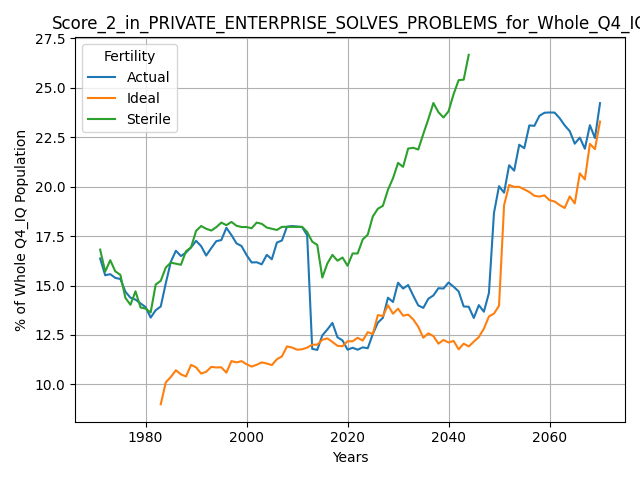 Score_2_in_PRIVATE_ENTERPRISE_SOLVES_PROBLEMS_for_Whole_Q4_IQ
27.5
25.0
22.5
20.0
17.5
15.0
12.5
10.0
% of Whole Q4_IQ Population
Fertility
Actual
Ideal
Sterile
1980 2000 2020 2040 2060
Years